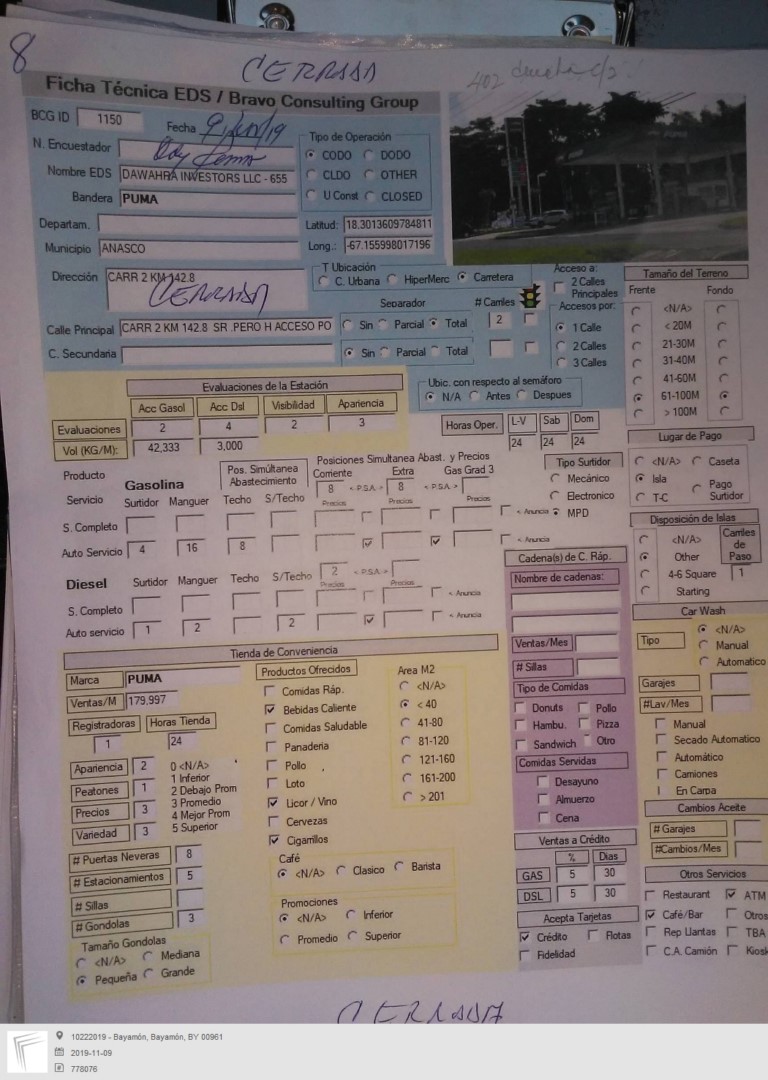 8
CERRADA
402
Ficha Técnica EDS / Bravo Consulting Group
BCG ID 1150
Fecha
N. Encuestador
Nombre EDS DAWAHRA INVESTORS LLC - 655
Bandera PUMA
Departam.
Municipio ANASCO
Tipo de Operación
CODO DODO
CLDO OTHER
U Const CLOSED
Latitud: 18.3013609784811
Long.: -67.155998017196
Dirección CARR 2 KM 142.8
CERRADA
T Ubicación
C. Urbana HiperMerc Carretera
Calle Principal CARR 2 KM 142.8 SR .PERO H ACCESO PO
C. Secundaria
Separador
Sin Parcial Total
Sin Parcial Total
# Carriles
2
Acceso a:
2 Calles Principales
Accesos por:
1 Calle
2 Calles
3 Calles
Tamaño del Terreno
Frente Fondo
<N/A>
< 20M
21-30M
31-40M
41-60M
61-100M
> 100M
Evaluaciones de la Estación
Acc Gasol Acc Dsl Visibilidad Apariencia
Evaluaciones 2 4 2 3
Vol (KG/M): 42,333 3,000
Ubic. con respecto al semáforo
N/A Antes Despues
Horas Oper. L-V Sab Dom
24 24 24
Lugar de Pago
<N/A> Caseta
Isla Pago Surtidor
T-C
Producto Gasolina
Servicio Surtidor Manguer Techo S/Techo
Pos. Simultánea Abastecimiento
Posiciones Simultanea Abast. y Precios
Corriente Extra Gas Grad 3
8 < P.S.A. > 8 < P.S.A. >
Precios Precios Precios
S. Completo < Anuncia
Auto Servicio 4 16 8 < Anuncia
Tipo Surtidor
Mecánico
Electronico
MPD
Disposición de Islas
<N/A>
Other
4-6 Square
Starting
Carriles de Paso
1
Diesel Surtidor Manguer Techo S/Techo
2 < P.S.A. >
Precios Precios
S. Completo < Anuncia
Auto servicio 1 2 2 < Anuncia
Cadena(s) de C. Ráp.
Nombre de cadenas:
Ventas/Mes
# Sillas
Tipo de Comidas
Donuts Pollo
Hambu. Pizza
Sandwich Otro
Comidas Servidas
Desayuno
Almuerzo
Cena
Car Wash
Tipo
<N/A>
Manual
Automatico
Garajes
#Lav/Mes
Manual
Secado Automatico
Automático
Camiones
En Carpa
Tienda de Conveniencia
Marca PUMA
Ventas/M 179,997
Registradoras Horas Tienda
1 24
Apariencia 2
Peatones 1
Precios 3
Variedad 3
0 <N/A>
1 Inferior
2 Debajo Prom
3 Promedio
4 Mejor Prom
5 Superior
# Puertas Neveras 8
# Estacionamientos 5
# Sillas
# Gondolas 3
Tamaño Gondolas
<N/A> Mediana
Pequeña Grande
Productos Ofrecidos
Comidas Ráp.
Bebidas Caliente
Comidas Saludable
Panaderia
Pollo
Loto
Licor / Vino
Cervezas
Cigarrillos
Area M2
<N/A>
< 40
41-80
81-120
121-160
161-200
> 201
Café
<N/A> Clasico Barista
Promociones
<N/A> Inferior
Promedio Superior
Ventas a Crédito
% Dias
GAS 5 30
DSL 5 30
Acepta Tarjetas
Crédito Flotas
Fidelidad
Cambios Aceite
# Garajes
#Cambios/Mes
Otros Servicios
Restaurant ATM
Café/Bar Otros
Rep Llantas TBA
C.A. Camión Kiosk
CERRADA
10222019 - Bayamón, Bayamón, BY 00961
2019-11-09
778076